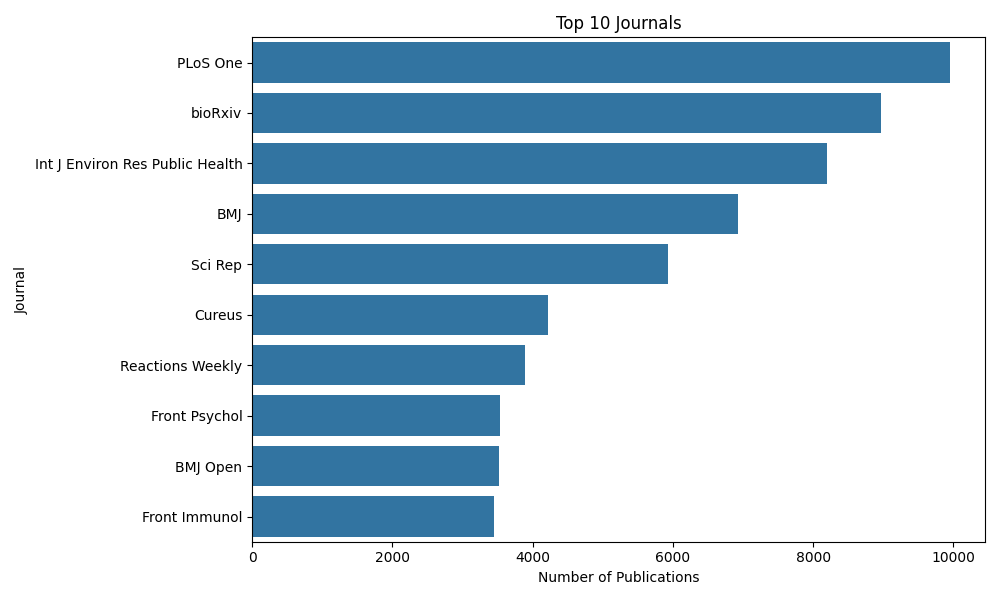 Top 10 Journals
PLoS One
bioRxiv
Int J Environ Res Public Health
BMJ
Sci Rep
Cureus
Reactions Weekly
Front Psychol
BMJ Open
Front Immunol
Journal
0 2000 4000 6000 8000 10000
Number of Publications